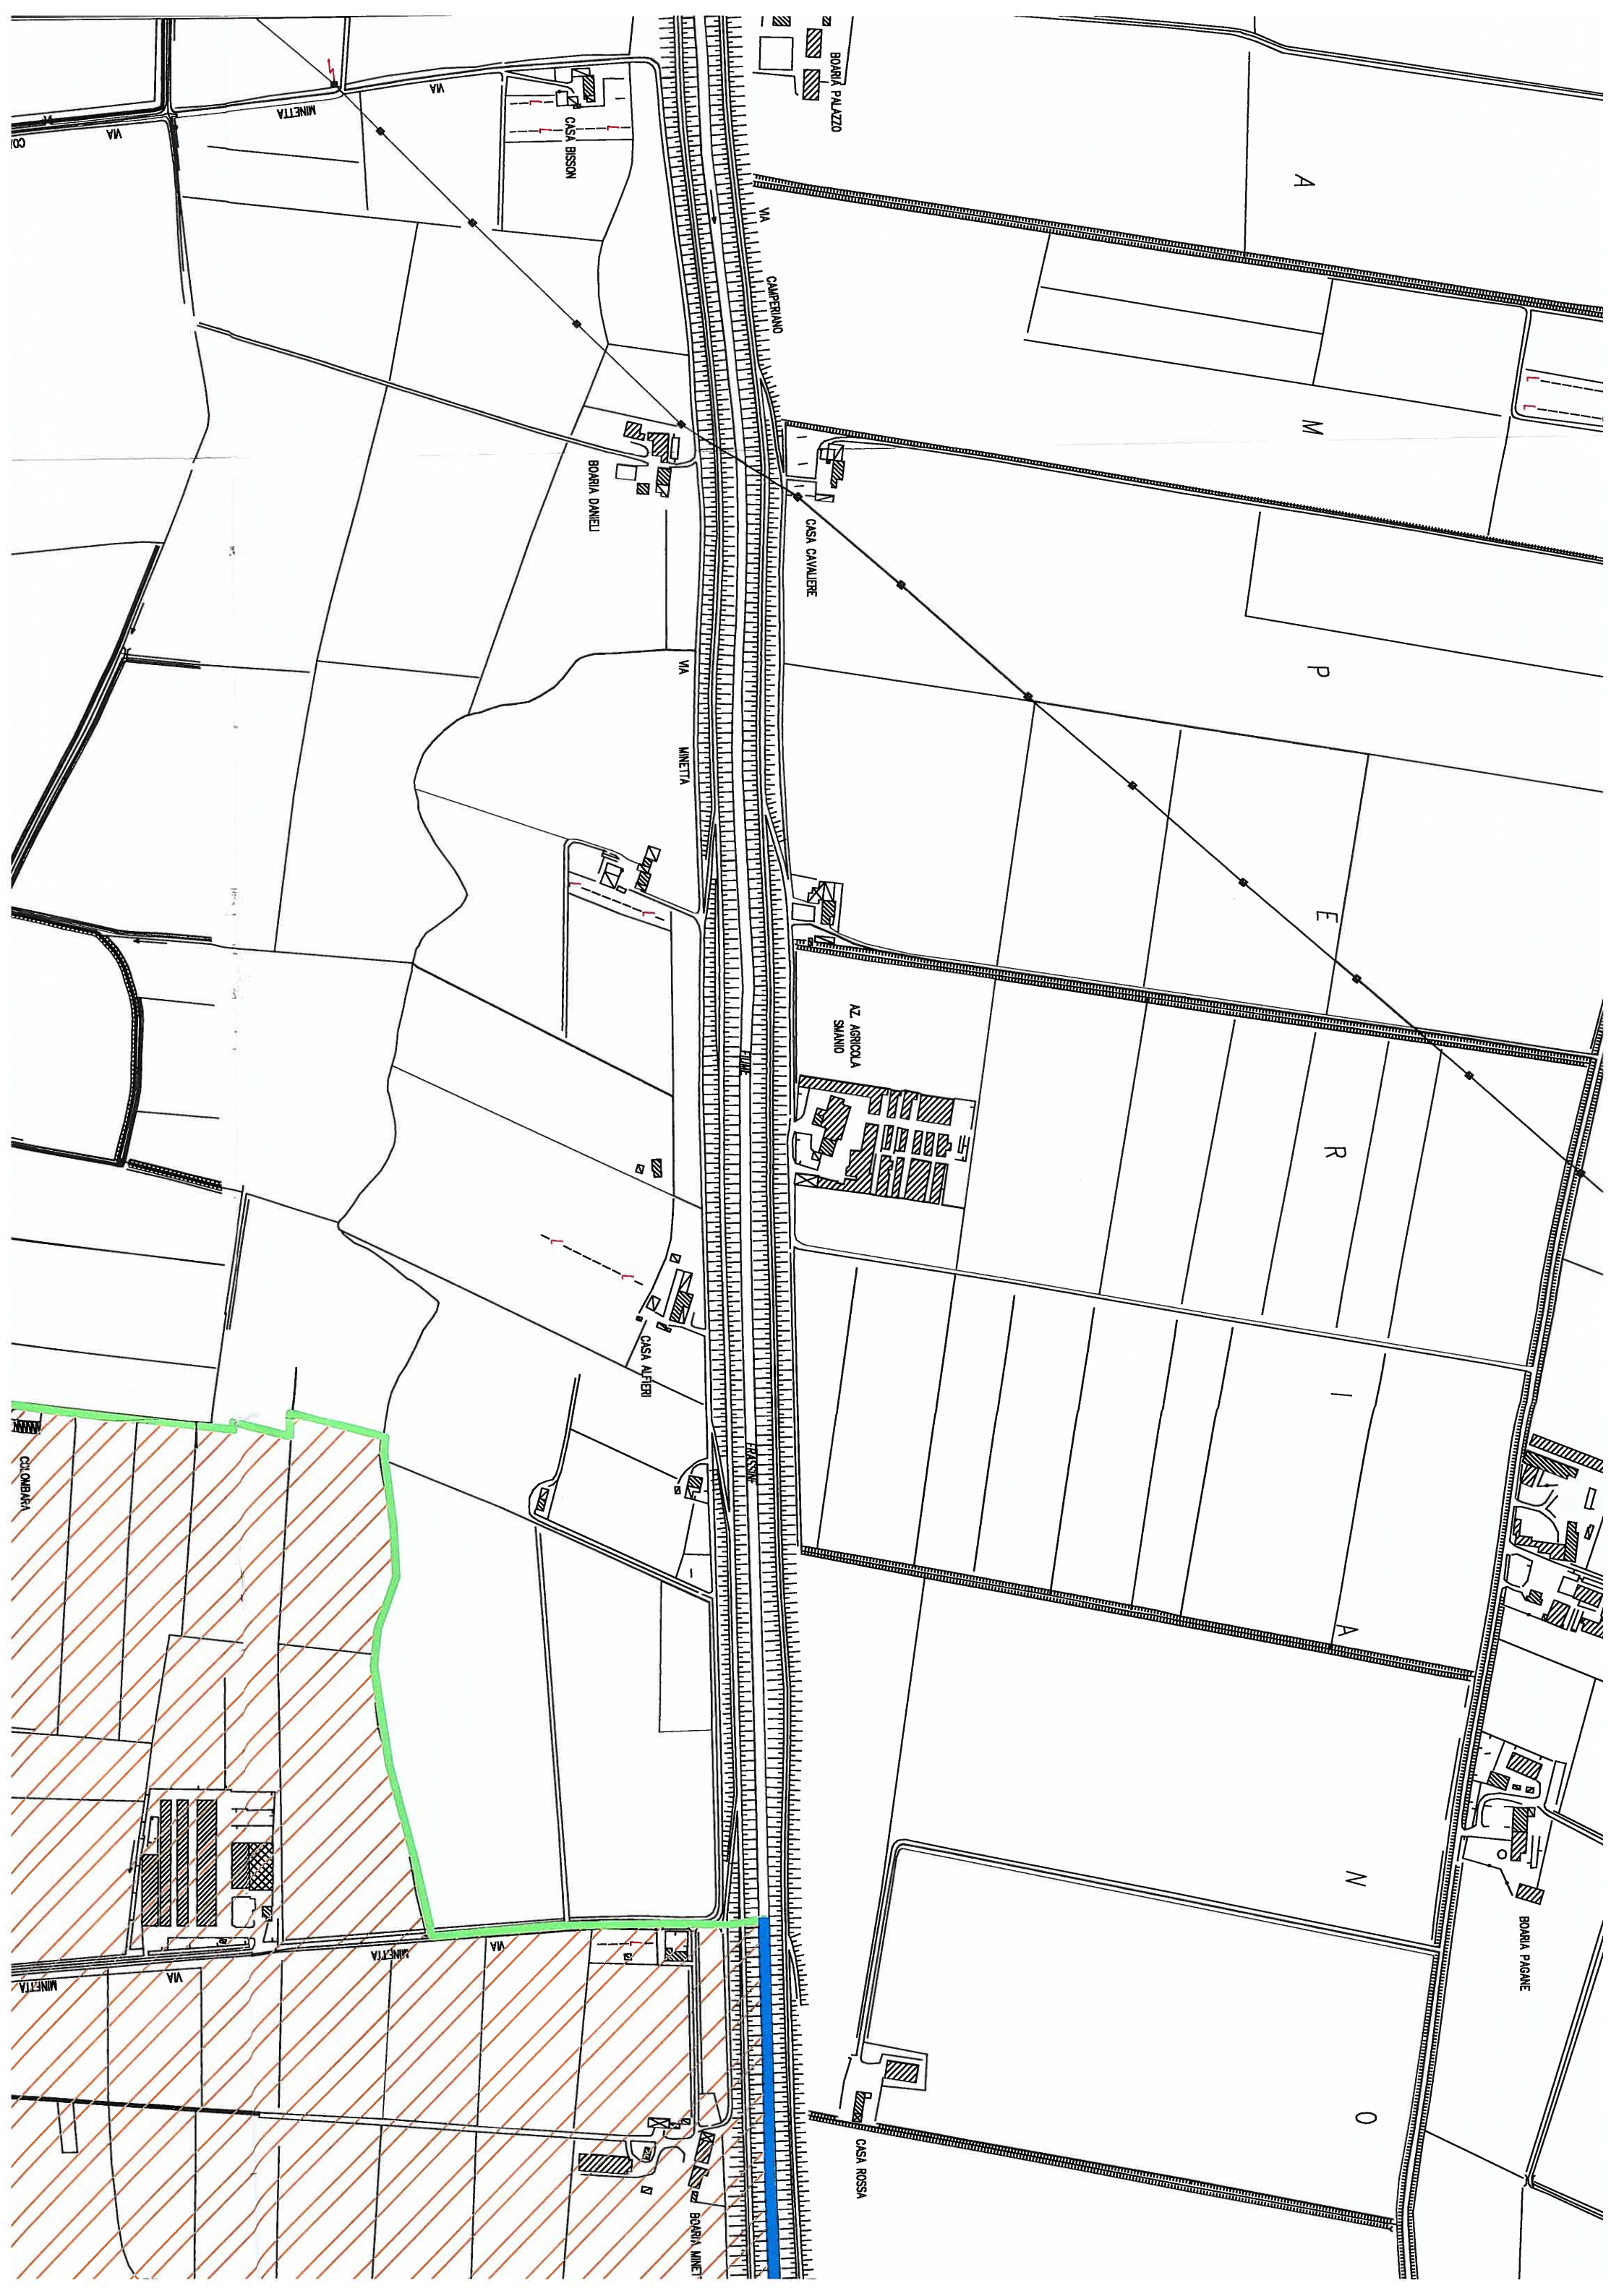 BOARIA PALAZZO
VIA
MINETTA
VIA
CASA BISSON
VIA
CAMPERIANO
BOARIA DANIELI
CASA CAVALIERE
VIA
MINETTA
AZ. AGRICOLA
SMANIO
FIUME
FRASSINE
CASA ALFIERI
COLOMBARA
A M P E R I A N O
BOARIA PAGANE
VIA
MINETTA
VIA
MINETTA
CASA ROSSA
BOARIA MINET